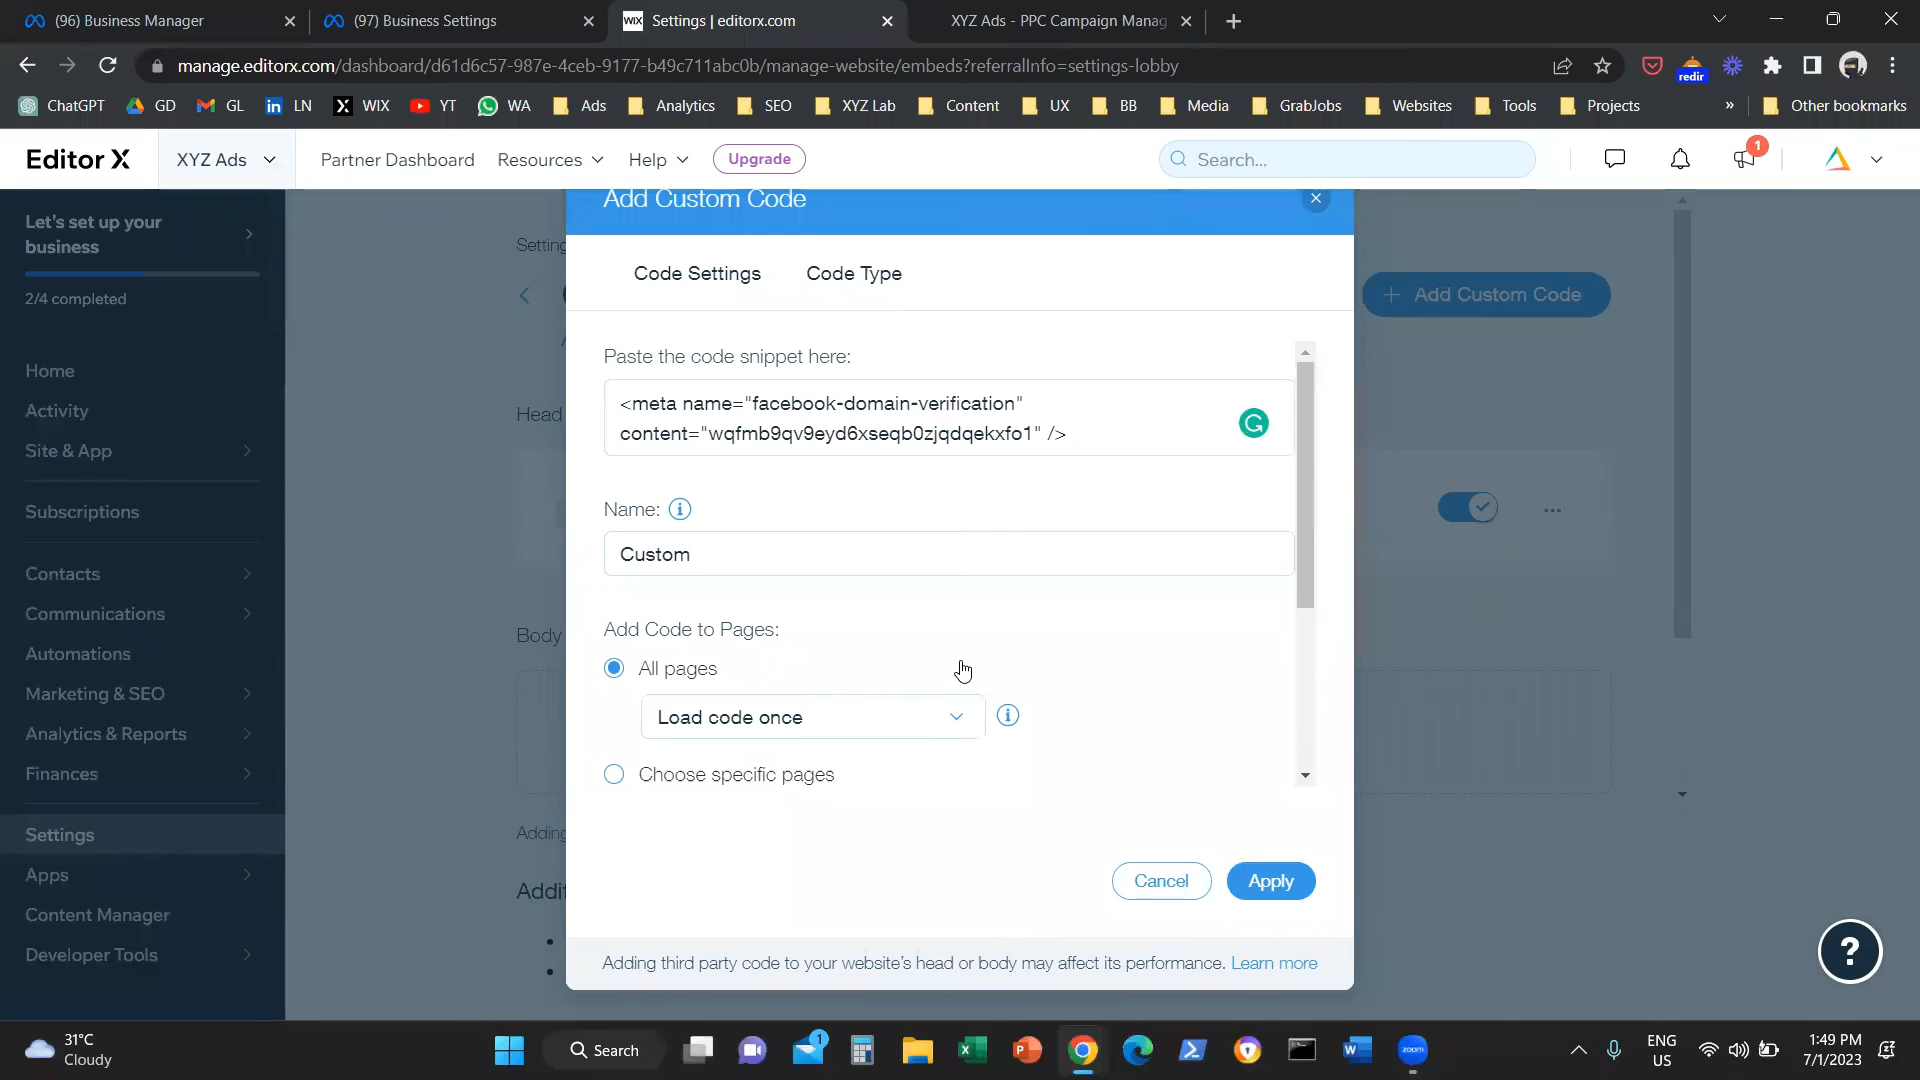 (96) Business Manager
(97) Business Settings
WIX Settings | editorx.com
XYZ Ads - PPC Campaign Manag
manage.editorx.com/dashboard/d61d6c57-987e-4ceb-9177-b49c711abc0b/manage-website/embeds?referralInfo=settings-lobby
redir
ChatGPT GD GL LN WIX YT WA Ads Analytics SEO XYZ Lab Content UX BB Media GrabJobs Websites Tools Projects » Other bookmarks
Editor X XYZ Ads Partner Dashboard Resources Help Upgrade Search... 1
Let's set up your
business
2/4 completed
Home
Activity
Site & App
Subscriptions
Contacts
Communications
Automations
Marketing & SEO
Analytics & Reports
Finances
Settings
Apps
Content Manager
Developer Tools
Setting
+ Add Custom Code
Head
Body
Adding
Addit
Add Custom Code
Code Settings Code Type
Paste the code snippet here:
<meta name="facebook-domain-verification"
content="wqfmb9qv9eyd6xseqb0zjqdqekxfo1" />
Name:
Custom
Add Code to Pages:
All pages
Load code once
Choose specific pages
Cancel Apply
Adding third party code to your website's head or body may affect its performance. Learn more
?
31°C
Cloudy
Search
1
zoom
ENG
US
1:49 PM
7/1/2023